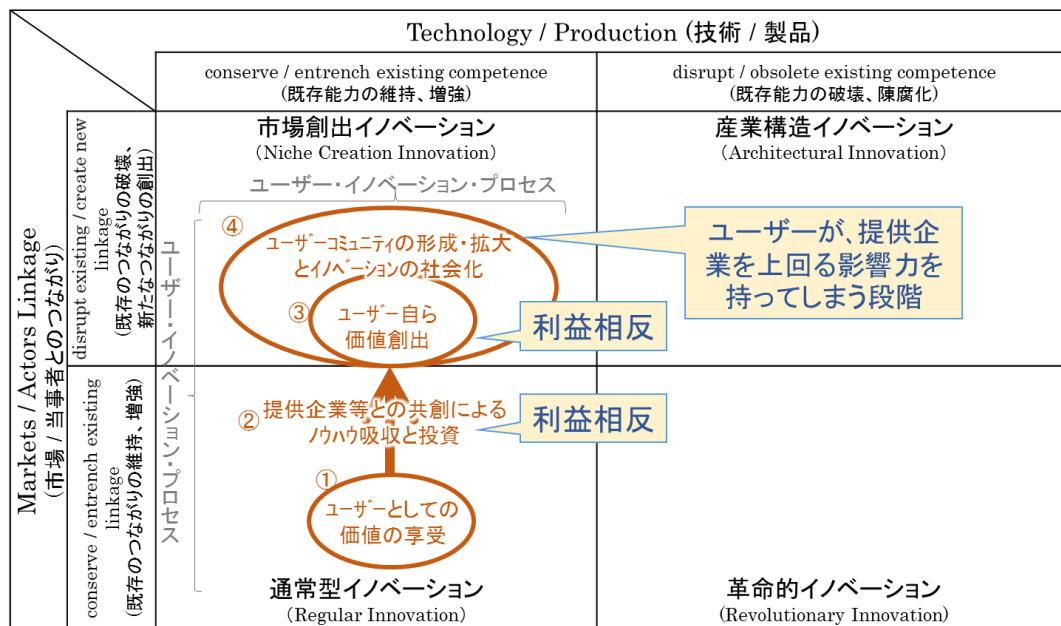 Technology / Production (技術 / 製品)
conserve / entrench existing competence
(既存能力の維持、増強)
disrupt / obsolete existing competence
(既存能力の破壊、陳腐化)
Markets / Actors Linkage
(市場 / 当事者とのつながり)
disrupt existing / create new
linkage
(既存のつながりの破壊、
新たなつながりの創出)
市場創出イノベーション
(Niche Creation Innovation)
産業構造イノベーション
(Architectural Innovation)
ユーザー・イノベーション・プロセス
ユーザー・イノベーション・プロセス
④
ユーザーコミュニティの形成・拡大
とイノベーションの社会化
③
ユーザー自ら
価値創出
ユーザーが、提供企
業を上回る影響力を
持ってしまう段階
利益相反
conserve / entrench existing
linkage
(既存のつながりの維持、増強)
②
提供企業等との共創による
ノウハウ吸収と投資
利益相反
①
ユーザーとしての
価値の享受
通常型イノベーション
(Regular Innovation)
革命的イノベーション
(Revolutionary Innovation)